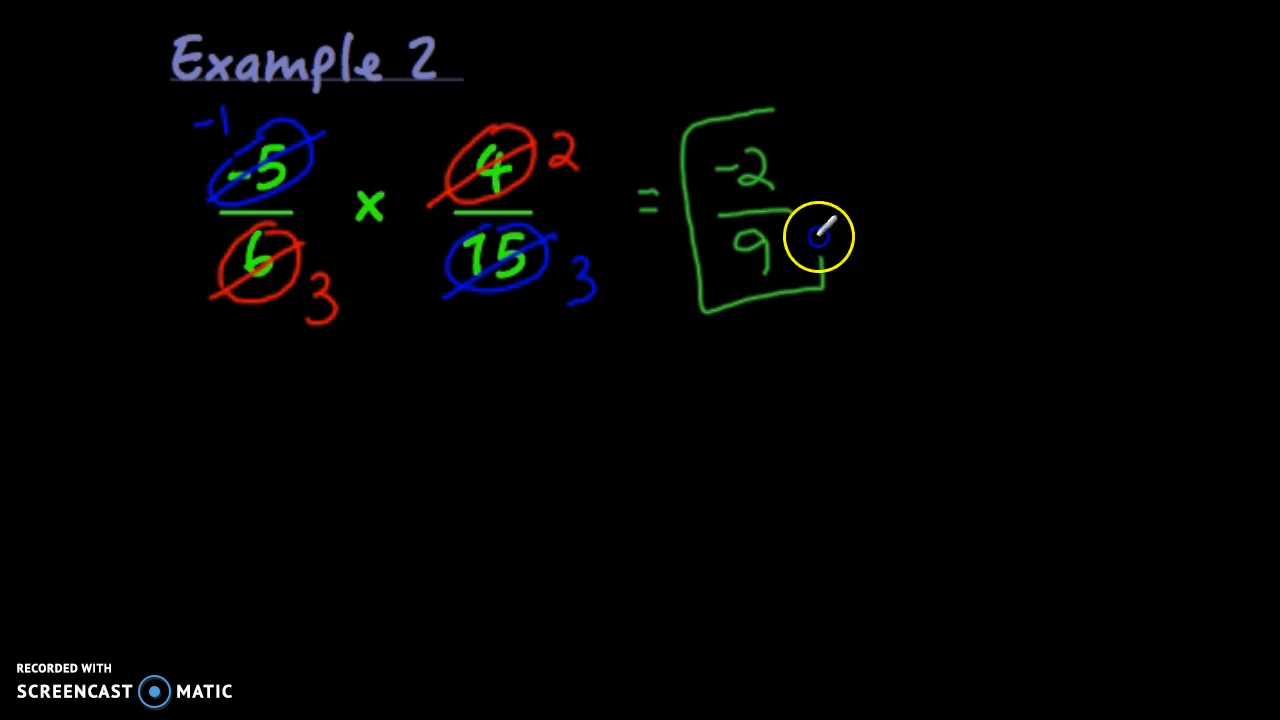 Example 2
-1
-5 × 4 2 = -2
6 3 15 3 9
RECORDED WITH
SCREENCAST MATIC